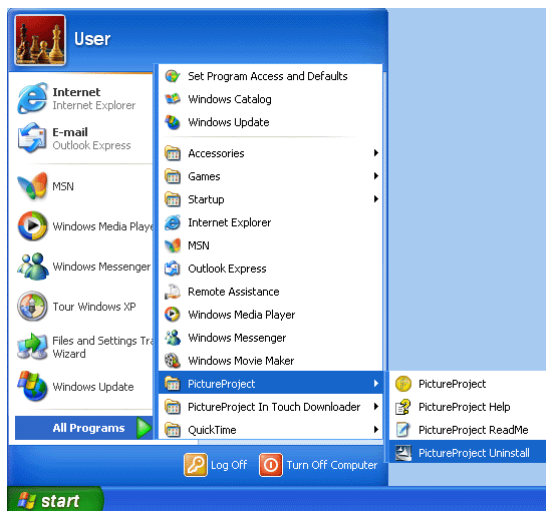 User
Internet
Internet Explorer
E-mail
Outlook Express
MSN
Windows Media Playe
Windows Messenger
Tour Windows XP
Files and Settings Tra
Wizard
Windows Update
All Programs
Set Program Access and Defaults
Windows Catalog
Windows Update
Accessories
Games
Startup
Internet Explorer
MSN
Outlook Express
Remote Assistance
Windows Media Player
Windows Messenger
Windows Movie Maker
PictureProject
PictureProject In Touch Downloader
QuickTime
PictureProject
PictureProject Help
PictureProject ReadMe
PictureProject Uninstall
Log Off
Turn Off Computer
start